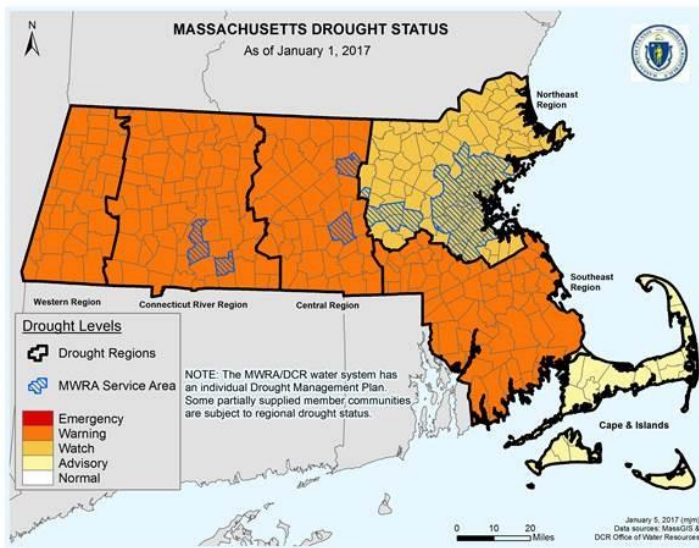 MASSACHUSETTS DROUGHT STATUS
As of January 1, 2017
N
Northeast
Region
Western Region
Connecticut River Region
Central Region
Southeast
Region
Cape & Islands
Drought Levels
Drought Regions
MWRA Service Area
Emergency
Warning
Watch
Advisory
Normal
NOTE: The MWRA/DCR water system has
an individual Drought Management Plan.
Some partially supplied member communities
are subject to regional drought status.
0 10 20
Miles
January 5, 2017 (mjm)
Data sources: MassGIS &
DCR Office of Water Resources